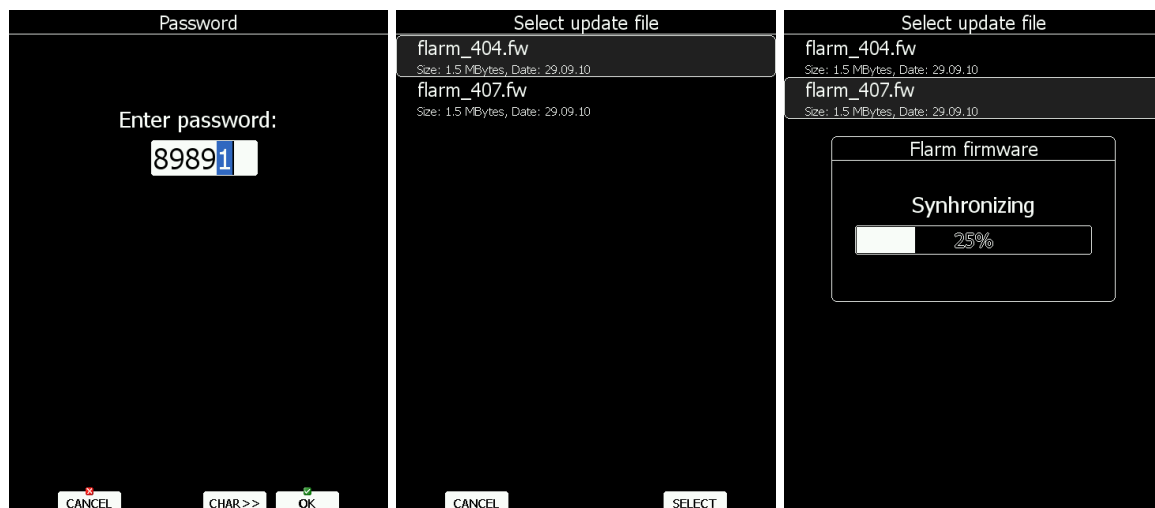 Password
Enter password:
89891
CANCEL CHAR>> OK
Select update file
flarm_404.fw
Size: 1.5 MBytes, Date: 29.09.10
flarm_407.fw
Size: 1.5 MBytes, Date: 29.09.10
CANCEL SELECT
Select update file
flarm_404.fw
Size: 1.5 MBytes, Date: 29.09.10
flarm_407.fw
Size: 1.5 MBytes, Date: 29.09.10
Flarm firmware
Synhronizing
25%